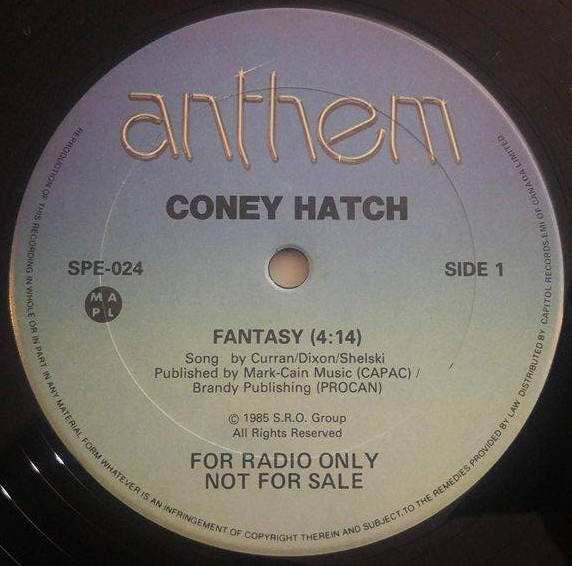 anthem
CONEY HATCH
SPE-024
SIDE 1
MAPL
FANTASY (4:14)
Song by Curran/Dixon/Shelski
Published by Mark-Cain Music (CAPAC) /
Brandy Publishing (PROCAN)
© 1985 S.R.O. Group
All Rights Reserved
FOR RADIO ONLY
NOT FOR SALE
REPRODUCTION OF THIS RECORDING IN WHOLE OR IN PART, IN ANY MATERIAL FORM WHATEVER IS AN INFRINGEMENT OF COPYRIGHT THEREIN AND SUBJECT TO THE REMEDIES PROVIDED BY LAW DISTRIBUTED BY CAPITOL RECORDS EMI OF CANADA LIMITED